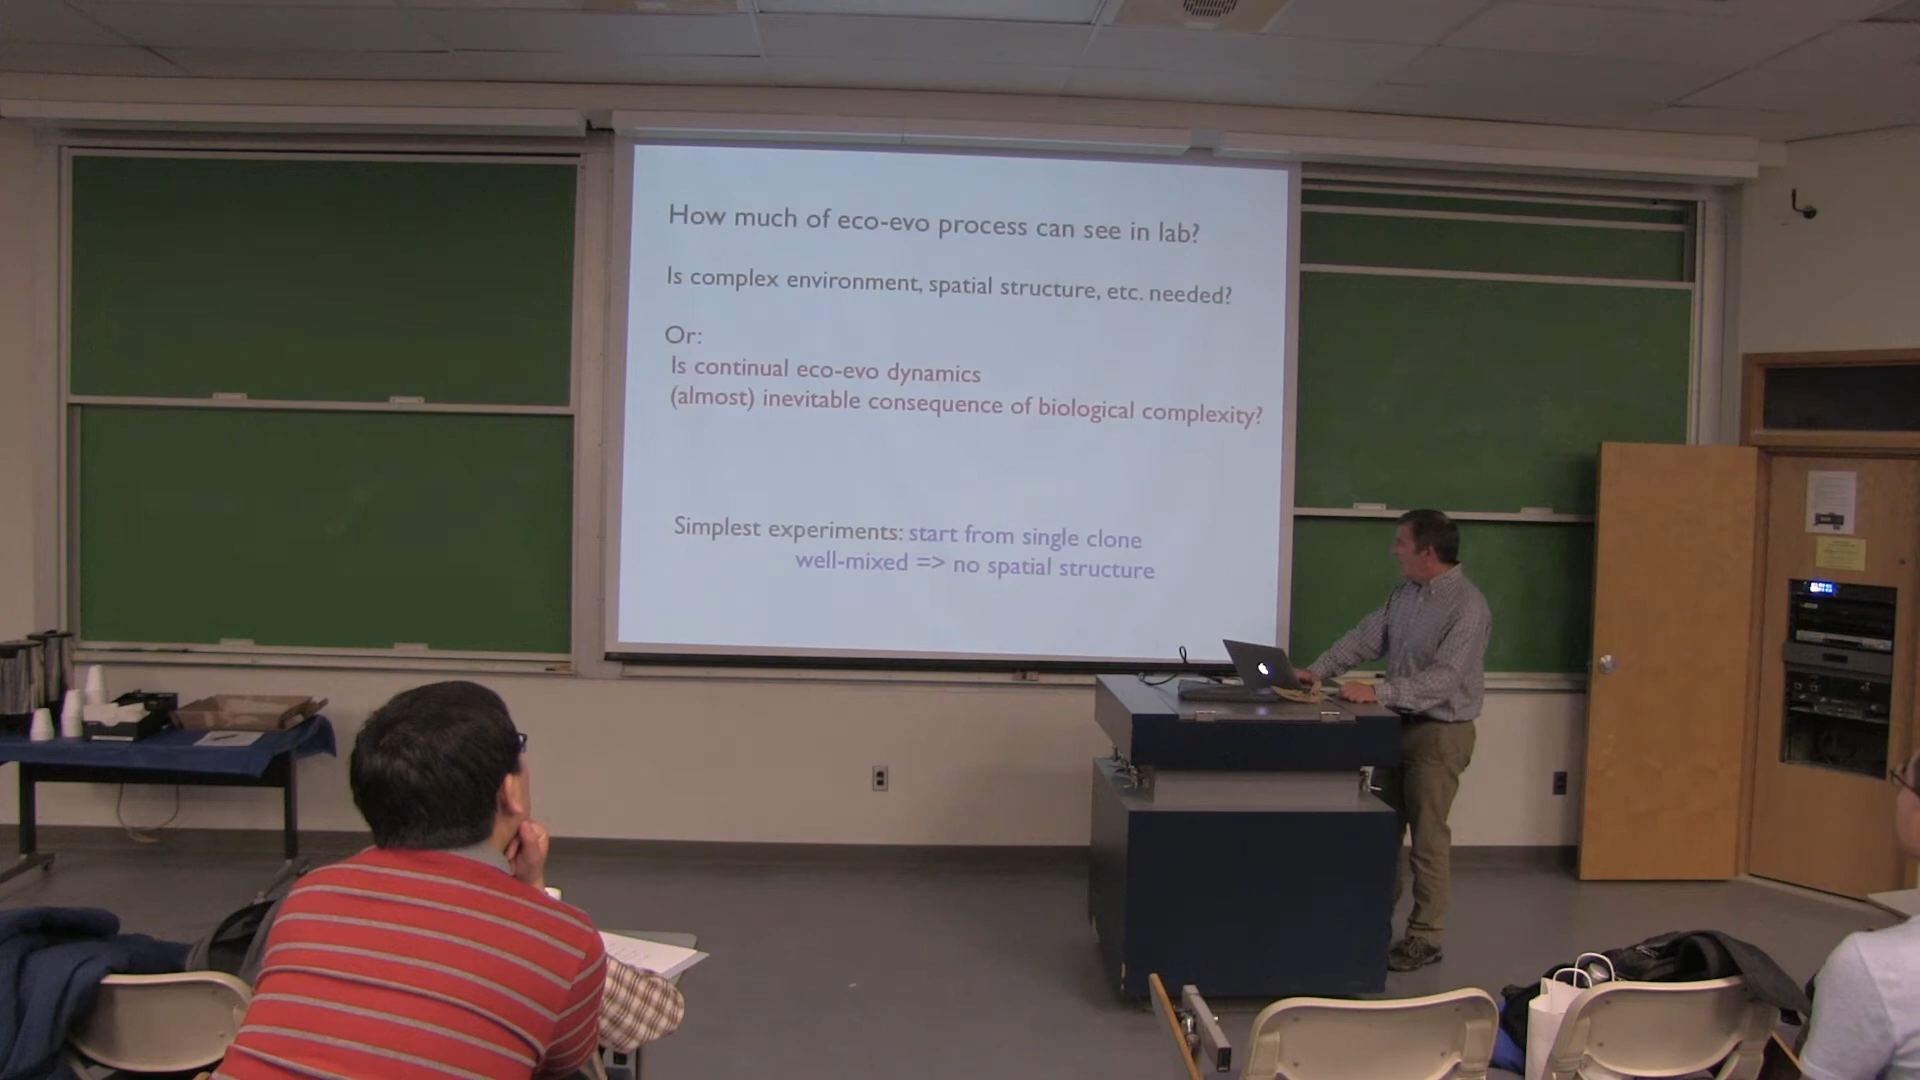 How much of eco-evo process can see in lab?
Is complex environment, spatial structure, etc. needed?
Or:
Is continual eco-evo dynamics
(almost) inevitable consequence of biological complexity?
Simplest experiments: start from single clone
well-mixed => no spatial structure